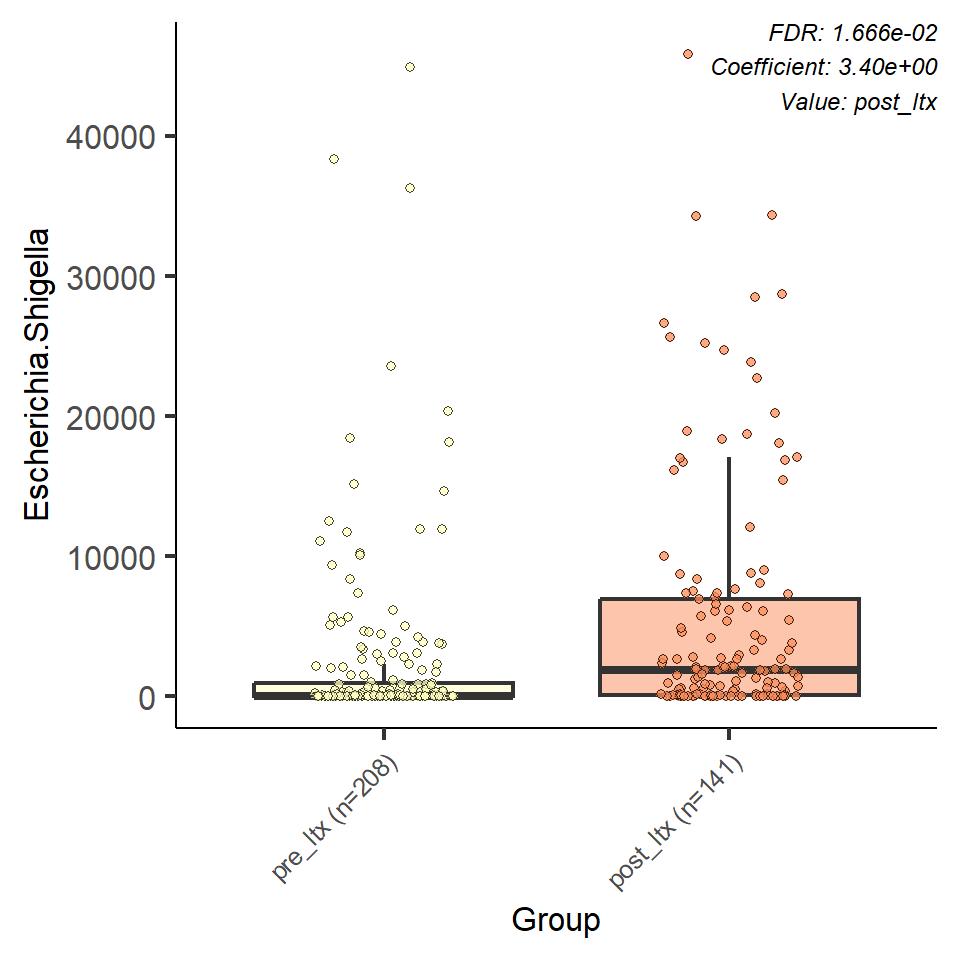 FDR: 1.666e-02
Coefficient: 3.40e+00
Value: post_ltx
Escherichia.Shigella
40000
30000
20000
10000
0
pre_ltx (n=208)
post_ltx (n=141)
Group